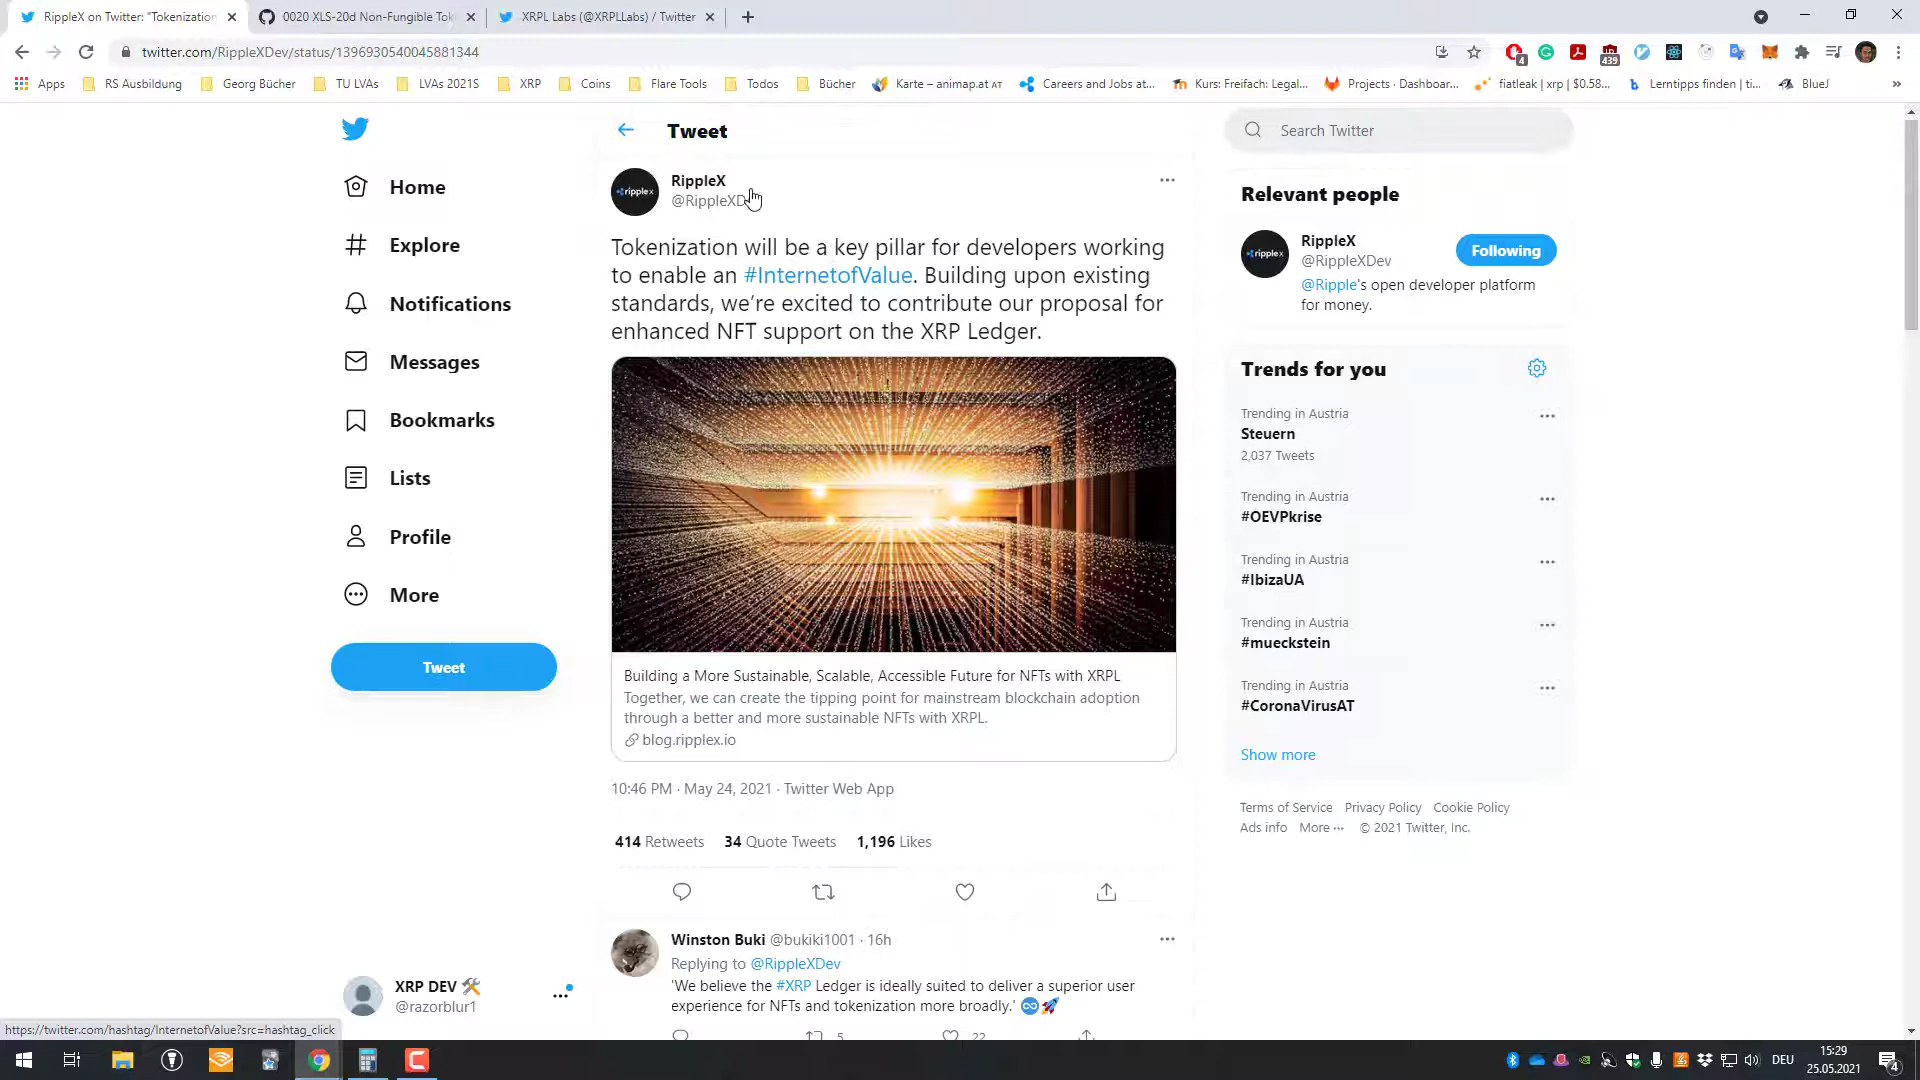 RippleX on Twitter: "Tokenization
0020 XLS-20d Non-Fungible Tok
XRPL Labs (@XRPLLabs) / Twitter
twitter.com/RippleXDev/status/1396930540045881344
4
439
Apps
RS Ausbildung
Georg Bücher
TU LVAs
LVAs 2021S
XRP
Coins
Flare Tools
Todos
Bücher
Karte – animap.at AT
Careers and Jobs at...
Kurs: Freifach: Legal...
Projects · Dashboar...
fiatleak | xrp | $0.58...
Lerntipps finden | ti...
BlueJ
»
Home
Explore
Notifications
Messages
Bookmarks
Lists
Profile
More
Tweet
XRP DEV 🛠️
@razorblur1
Tweet
ripplex
RippleX
@RippleXD
Tokenization will be a key pillar for developers working
to enable an #InternetofValue. Building upon existing
standards, we're excited to contribute our proposal for
enhanced NFT support on the XRP Ledger.
Building a More Sustainable, Scalable, Accessible Future for NFTs with XRPL
Together, we can create the tipping point for mainstream blockchain adoption
through a better and more sustainable NFTs with XRPL.
blog.ripplex.io
10:46 PM · May 24, 2021 · Twitter Web App
414 Retweets 34 Quote Tweets 1,196 Likes
Winston Buki @bukiki1001 · 16h
Replying to @RippleXDev
'We believe the #XRP Ledger is ideally suited to deliver a superior user
experience for NFTs and tokenization more broadly.' ♾️🚀
5 22
Search Twitter
Relevant people
ripplex
RippleX
@RippleXDev
Following
@Ripple's open developer platform
for money.
Trends for you
Trending in Austria
Steuern
2,037 Tweets
Trending in Austria
#OEVPkrise
Trending in Austria
#IbizaUA
Trending in Austria
#mueckstein
Trending in Austria
#CoronaVirusAT
Show more
Terms of Service Privacy Policy Cookie Policy
Ads info More ··· © 2021 Twitter, Inc.
https://twitter.com/hashtag/InternetofValue?src=hashtag_click
DEU
15:29
25.05.2021
4